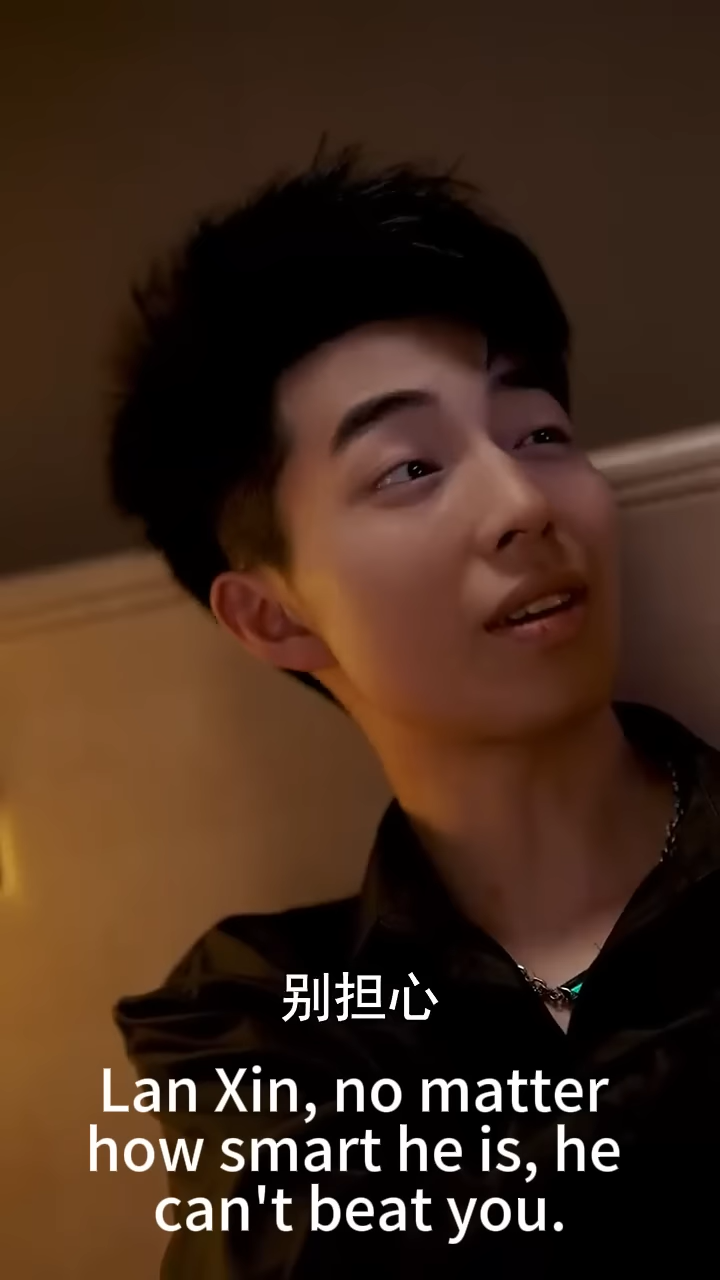 别担心
Lan Xin, no matter
how smart he is, he
can't beat you.